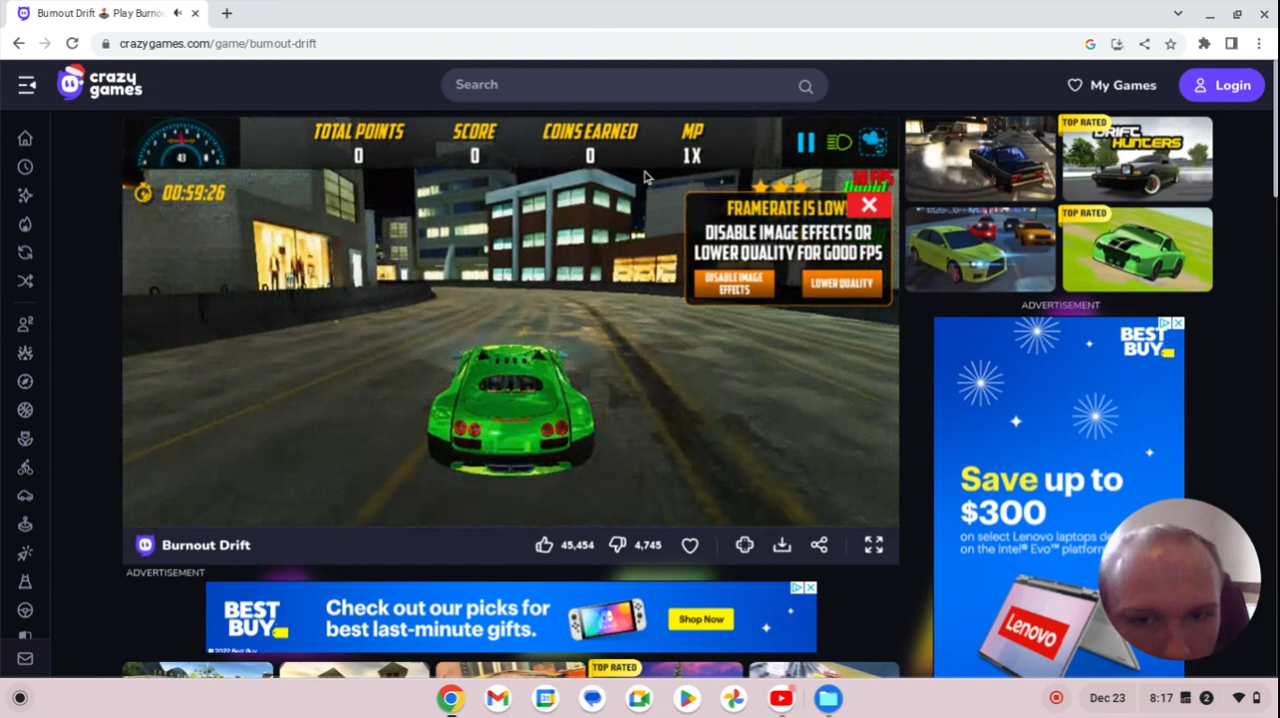 Burnout Drift
Play Burno
crazygames.com/game/burnout-drift
crazy
games
Search
My Games
Login
TOTAL POINTS
SCORE
COINS EARNED
MP
43
0
0
0
1X
00:59:26
FRAMERATE IS LOW
DISABLE IMAGE EFFECTS OR
LOWER QUALITY FOR GOOD FPS
DISABLE IMAGE
EFFECTS
LOWER QUALITY
TOP RATED
DRIFT
HUNTERS
TOP RATED
ADVERTISEMENT
BEST
BUY
Save up to
$300
on select Lenovo laptops
on the Intel® Evo™ platform
Lenovo
Burnout Drift
45,454
4,745
ADVERTISEMENT
BEST
BUY
Check out our picks for
best last-minute gifts.
Shop Now
TOP RATED
Dec 23
8:17
2